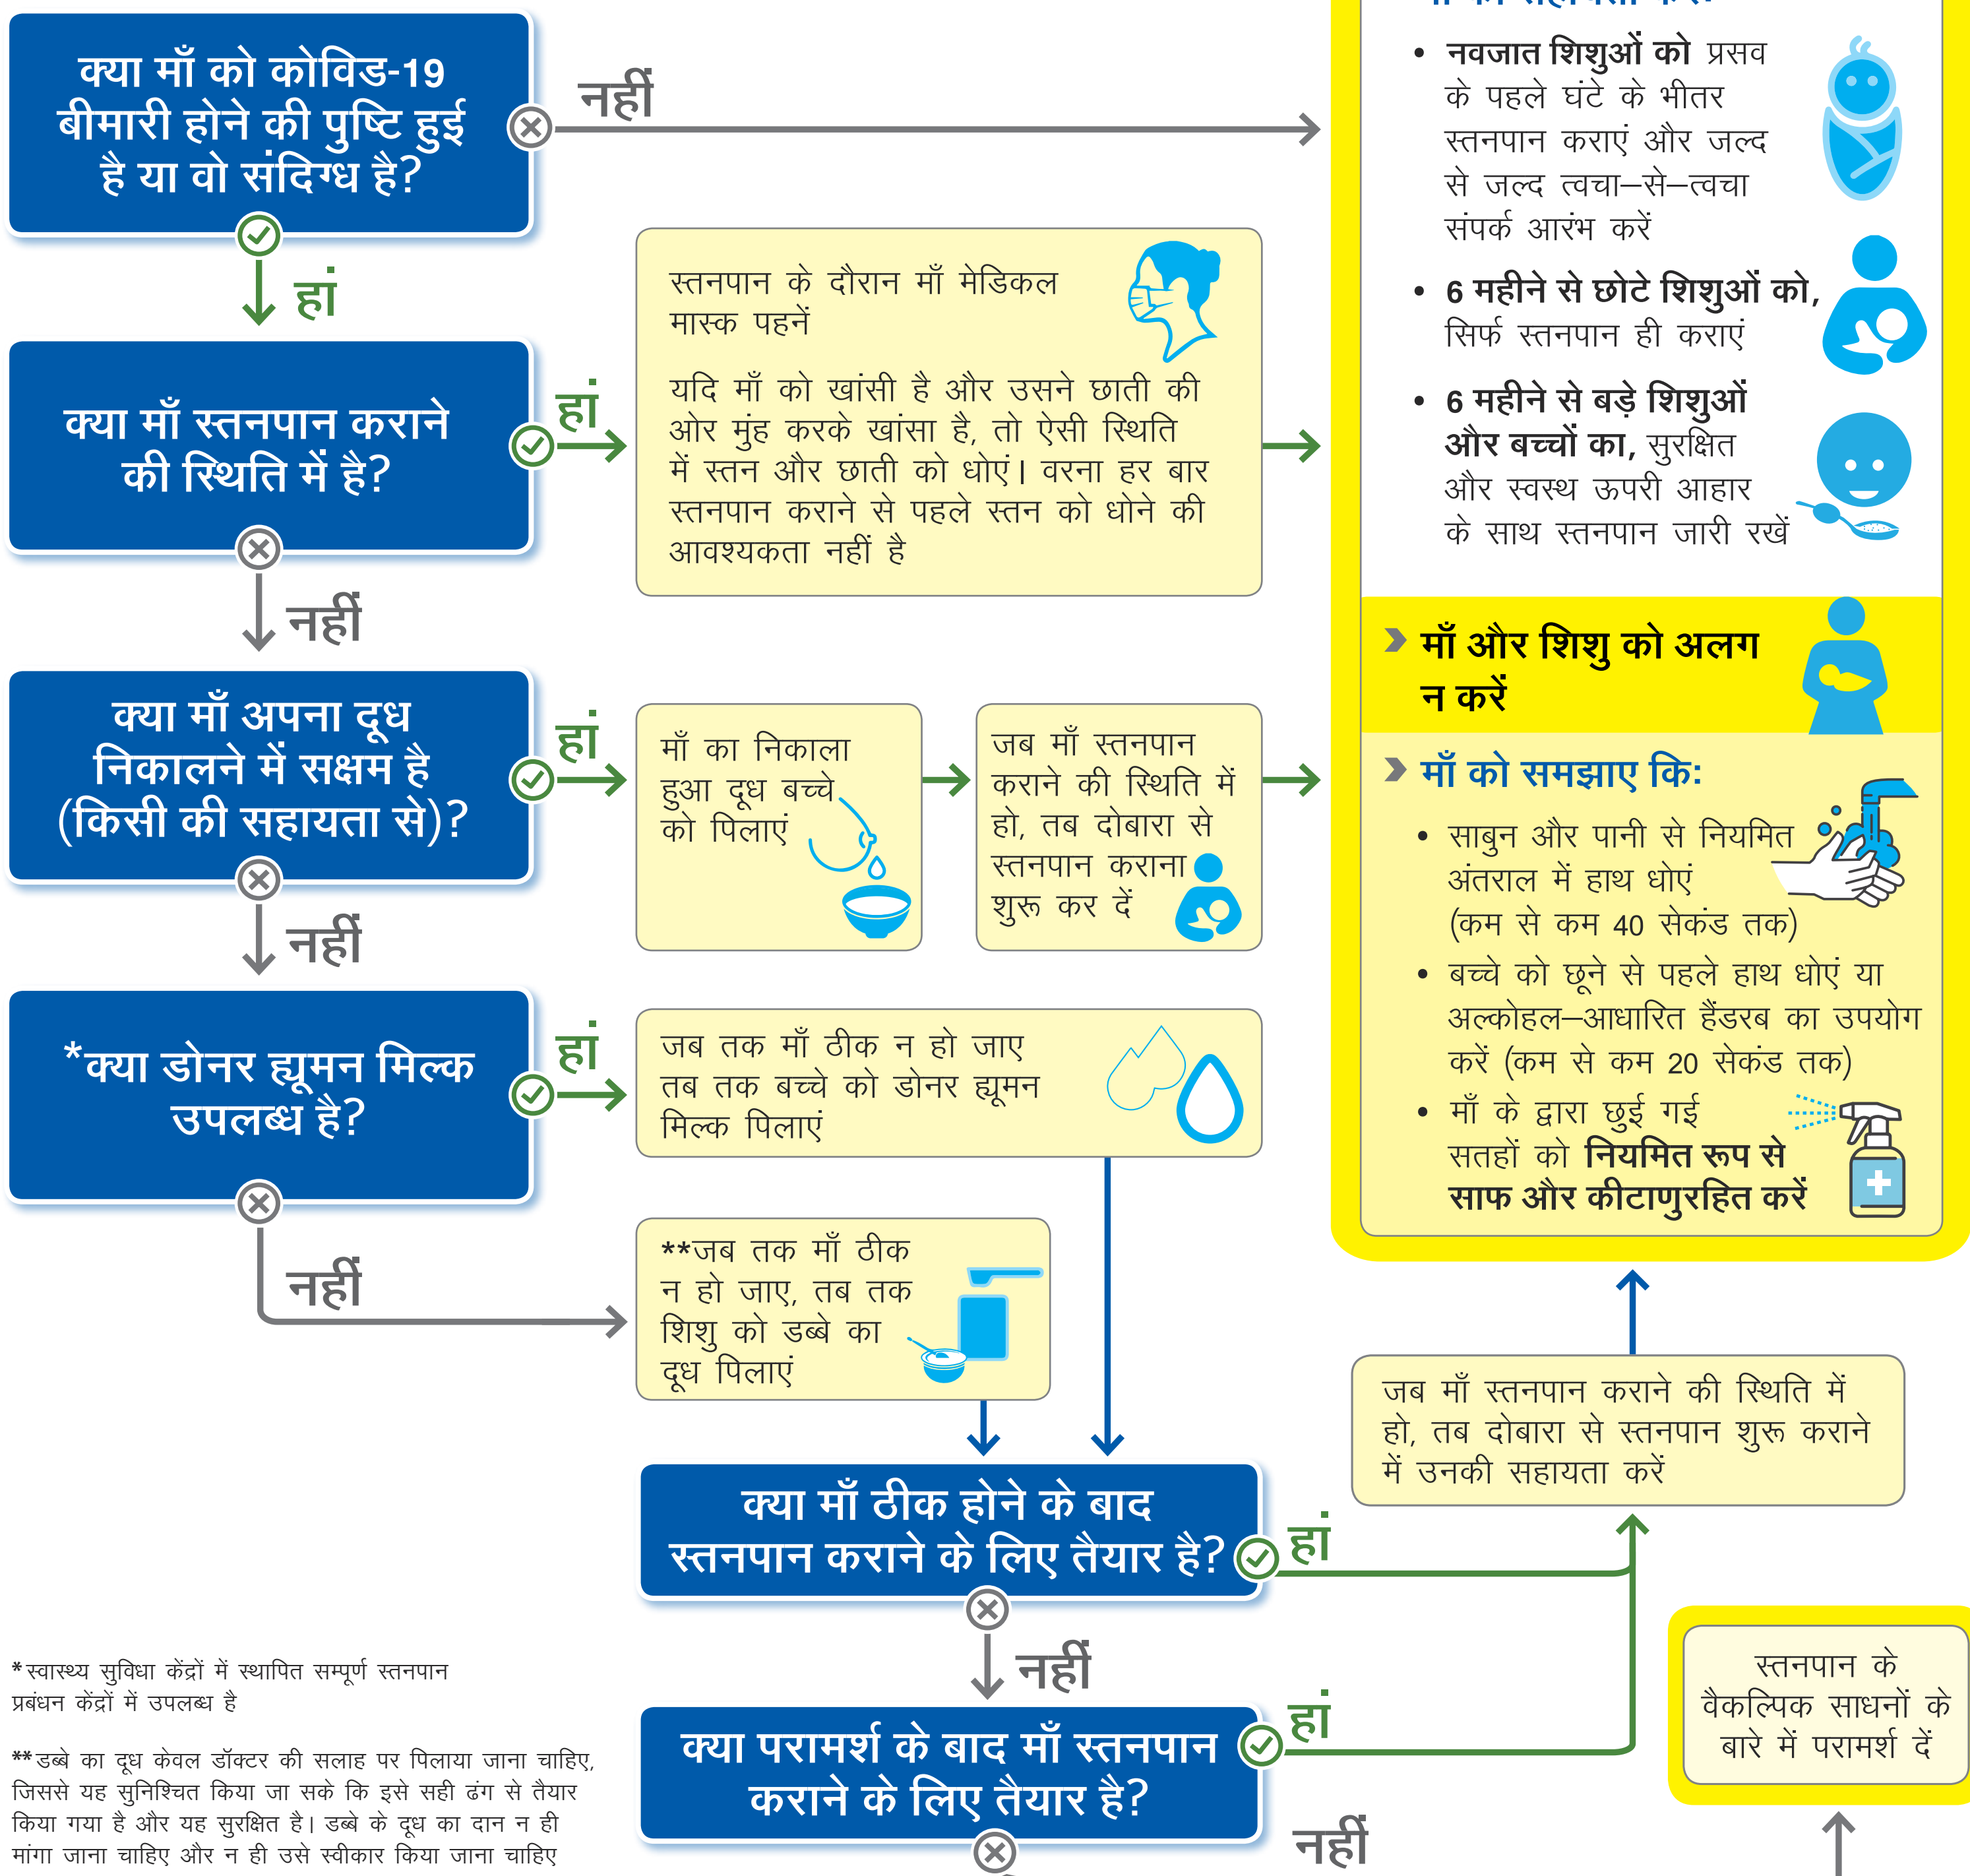 क्या माँ को कोविड-19
बीमारी होने की पुष्टि हुई
है या वो संदिग्ध है?
नहीं
हां
क्या माँ स्तनपान कराने
की स्थिति में है?
हां
स्तनपान के दौरान माँ मेडिकल
मास्क पहनें
यदि माँ को खांसी है और उसने छाती की
ओर मुंह करके खांसा है, तो ऐसी स्थिति
में स्तन और छाती को धोएं। वरना हर बार
स्तनपान कराने से पहले स्तन को धोने की
आवश्यकता नहीं है
नहीं
क्या माँ अपना दूध
निकालने में सक्षम है
(किसी की सहायता से)?
हां
माँ का निकाला
हुआ दूध बच्चे
को पिलाएं
जब माँ स्तनपान
कराने की स्थिति में
हो, तब दोबारा से
स्तनपान कराना
शुरू कर दें
नहीं
*क्या डोनर ह्यूमन मिल्क
उपलब्ध है?
हां
जब तक माँ ठीक न हो जाए
तब तक बच्चे को डोनर ह्यूमन
मिल्क पिलाएं
नहीं
**जब तक माँ ठीक
न हो जाए, तब तक
शिशु को डब्बे का
दूध पिलाएं
क्या माँ ठीक होने के बाद
स्तनपान कराने के लिए तैयार है?
हां
नहीं
क्या परामर्श के बाद माँ स्तनपान
कराने के लिए तैयार है?
हां
नहीं
• नवजात शिशुओं को प्रसव
के पहले घंटे के भीतर
स्तनपान कराएं और जल्द
से जल्द त्वचा–से–त्वचा
संपर्क आरंभ करें
• 6 महीने से छोटे शिशुओं को,
सिर्फ स्तनपान ही कराएं
• 6 महीने से बड़े शिशुओं
और बच्चों का, सुरक्षित
और स्वस्थ ऊपरी आहार
के साथ स्तनपान जारी रखें
माँ और शिशु को अलग
न करें
माँ को समझाए कि:
• साबुन और पानी से नियमित
अंतराल में हाथ धोएं
(कम से कम 40 सेकंड तक)
• बच्चे को छूने से पहले हाथ धोएं या
अल्कोहल–आधारित हैंडरब का उपयोग
करें (कम से कम 20 सेकंड तक)
• माँ के द्वारा छुई गई
सतहों को नियमित रूप से
साफ और कीटाणुरहित करें
जब माँ स्तनपान कराने की स्थिति में
हो, तब दोबारा से स्तनपान शुरू कराने
में उनकी सहायता करें
स्तनपान के
वैकल्पिक साधनों के
बारे में परामर्श दें
*स्वास्थ्य सुविधा केंद्रों में स्थापित सम्पूर्ण स्तनपान
प्रबंधन केंद्रों में उपलब्ध है
**डब्बे का दूध केवल डॉक्टर की सलाह पर पिलाया जाना चाहिए,
जिससे यह सुनिश्चित किया जा सके कि इसे सही ढंग से तैयार
किया गया है और यह सुरक्षित है। डब्बे के दूध का दान न ही
मांगा जाना चाहिए और न ही उसे स्वीकार किया जाना चाहिए